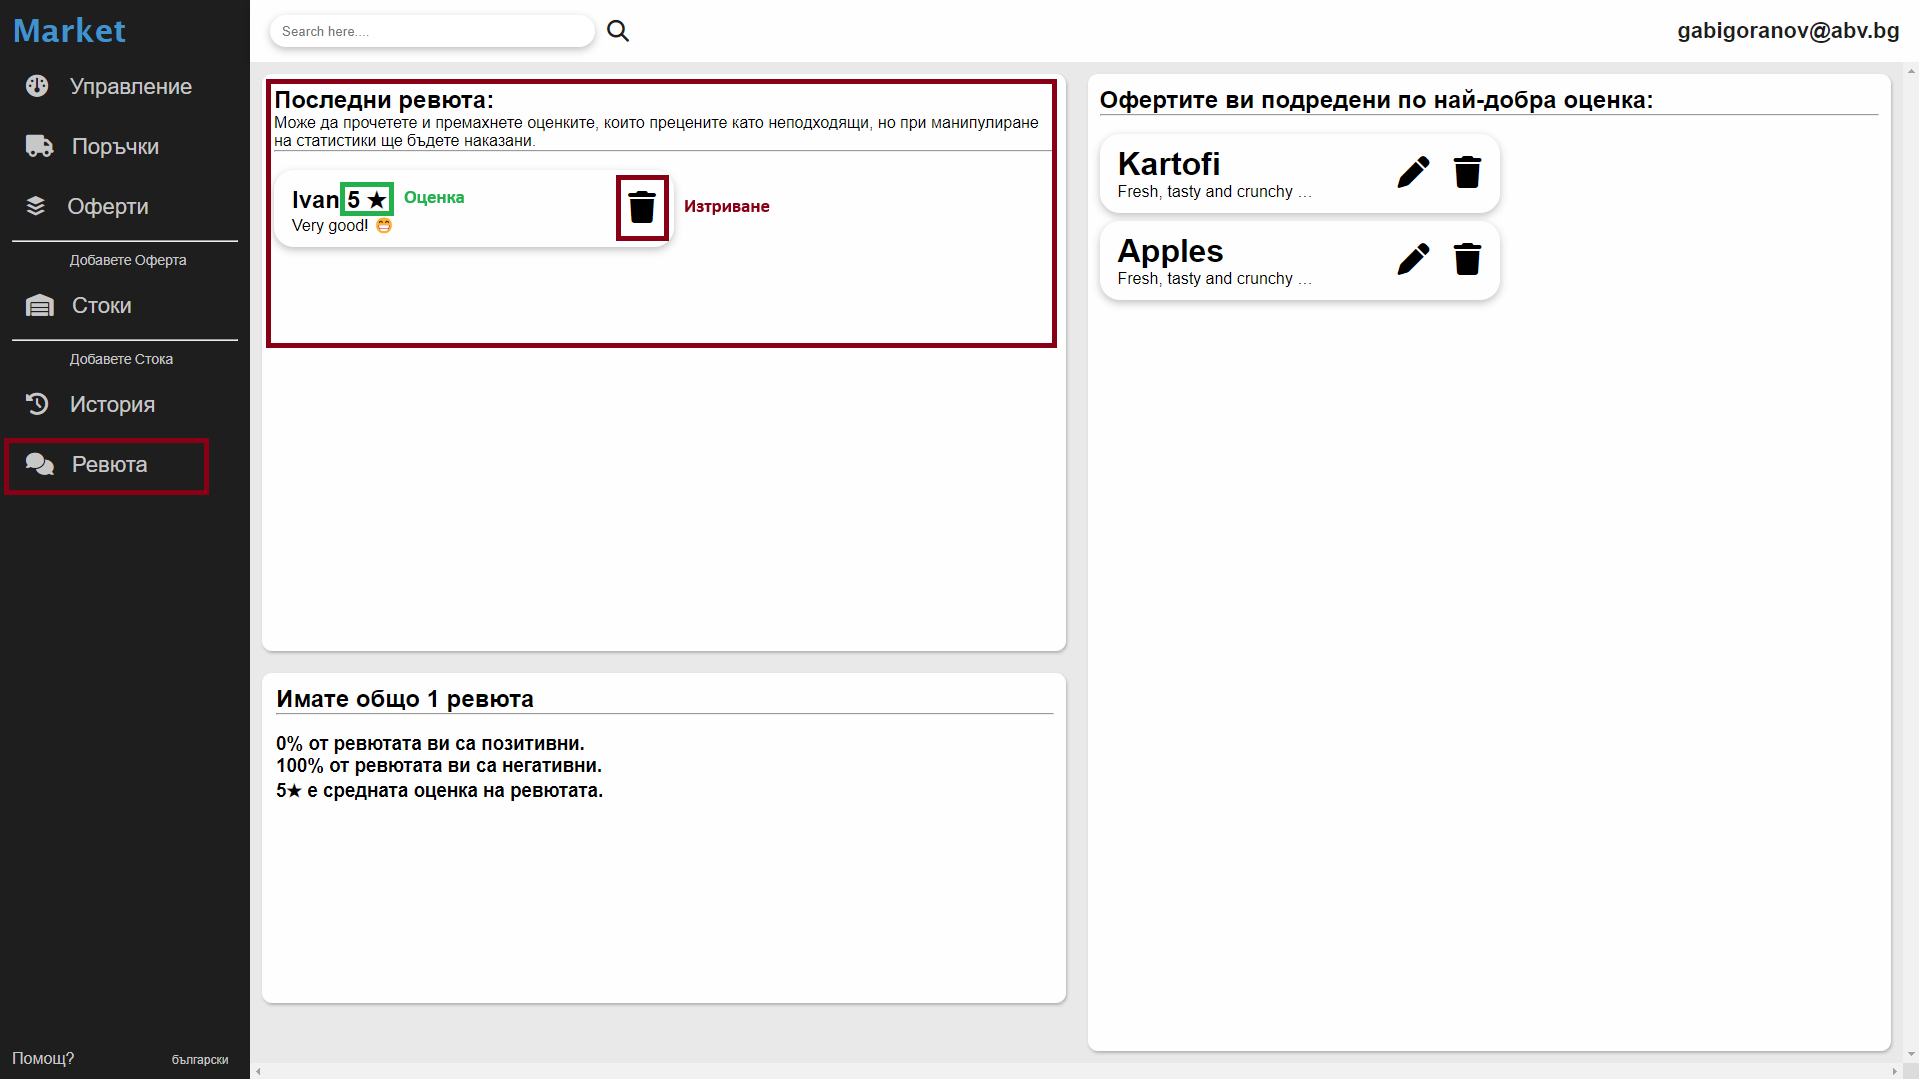 Market
Управление
Поръчки
Оферти
Добавете Оферта
Стоки
Добавете Стока
История
Ревюта
Помощ?
български
Search here....
gabigoranov@abv.bg
Последни ревюта:
Може да прочетете и премахнете оценките, които прецените като неподходящи, но при манипулиране
на статистики ще бъдете наказани.
Ivan 5 ★ Оценка
Very good! 😁
Изтриване
Имате общо 1 ревюта
0% от ревютата ви са позитивни.
100% от ревютата ви са негативни.
5★ е средната оценка на ревютата.
Офертите ви подредени по най-добра оценка:
Kartofi
Fresh, tasty and crunchy …
Apples
Fresh, tasty and crunchy …